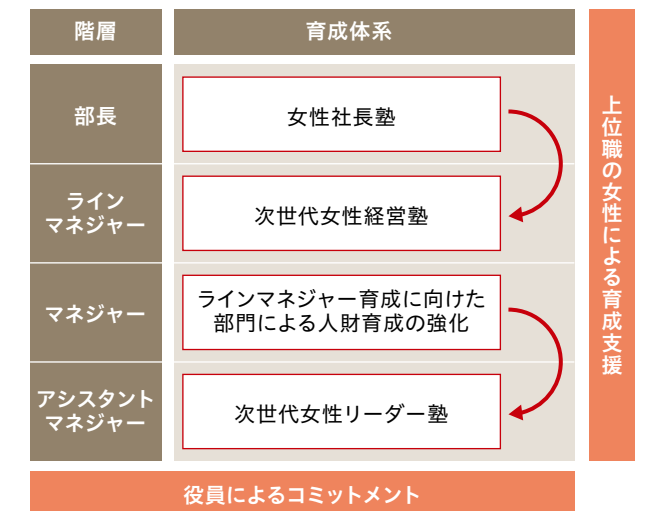 階層
育成体系
部長
女性社長塾
ライン
マネジャー
次世代女性経営塾
マネジャー
ラインマネジャー育成に向けた
部門による人財育成の強化
アシスタント
マネジャー
次世代女性リーダー塾
上位職の女性による育成支援
役員によるコミットメント